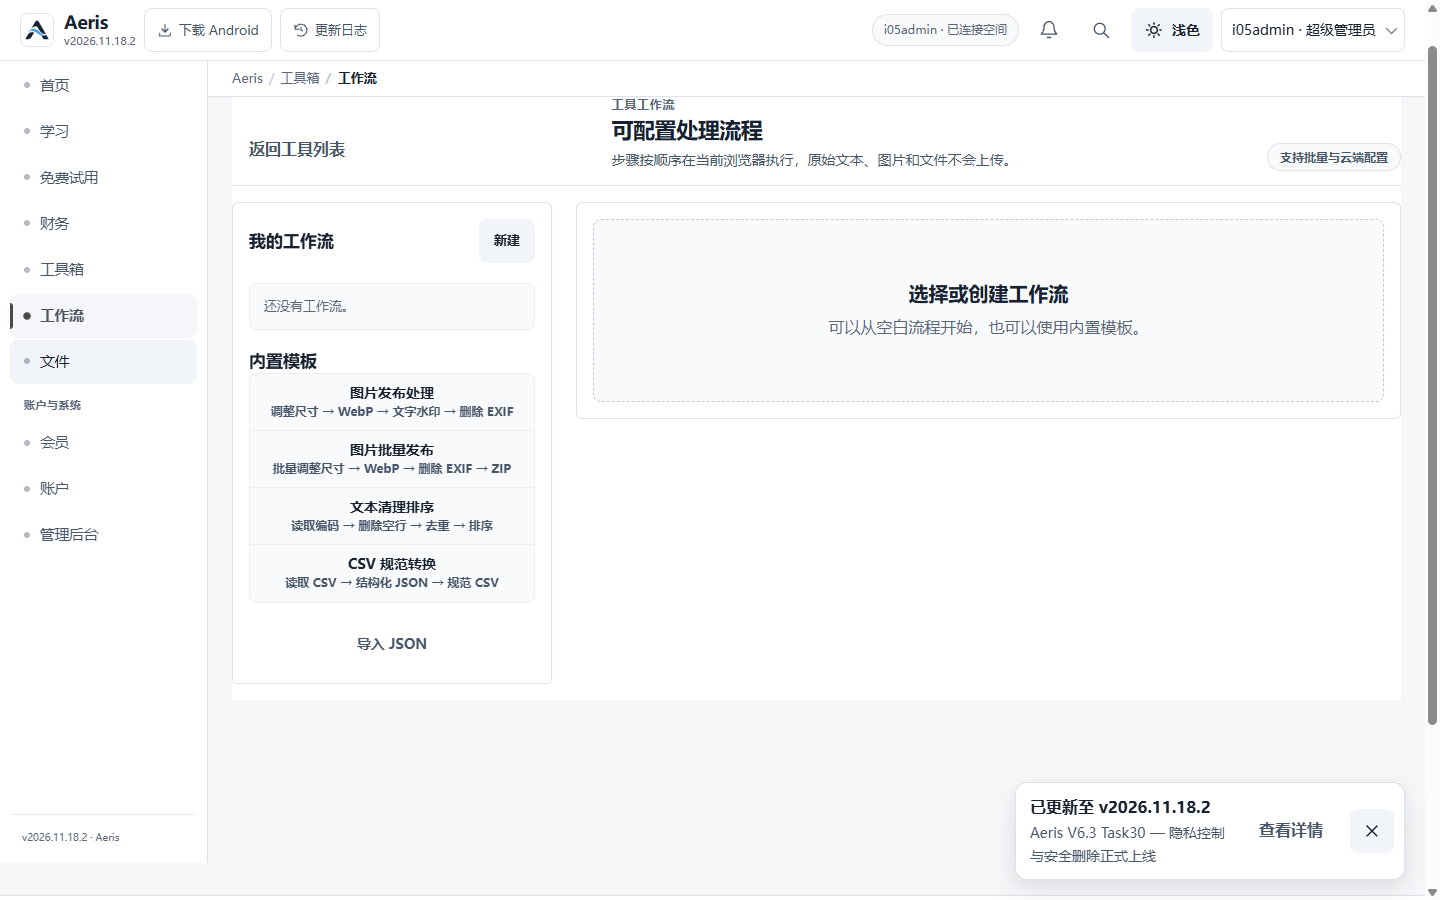 Aeris
v2026.11.18.2
下载 Android
更新日志
i05admin · 已连接空间
浅色
i05admin · 超级管理员
首页
学习
免费试用
财务
工具箱
工作流
文件
账户与系统
会员
账户
管理后台
v2026.11.18.2 · Aeris
Aeris / 工具箱 / 工作流
返回工具列表
工具工作流
可配置处理流程
步骤按顺序在当前浏览器执行，原始文本、图片和文件不会上传。
支持批量与云端配置
我的工作流
新建
还没有工作流。
内置模板
图片发布处理
调整尺寸 → WebP → 文字水印 → 删除 EXIF
图片批量发布
批量调整尺寸 → WebP → 删除 EXIF → ZIP
文本清理排序
读取编码 → 删除空行 → 去重 → 排序
CSV 规范转换
读取 CSV → 结构化 JSON → 规范 CSV
导入 JSON
选择或创建工作流
可以从空白流程开始，也可以使用内置模板。
已更新至 v2026.11.18.2
Aeris V6.3 Task30 — 隐私控制
与安全删除正式上线
查看详情